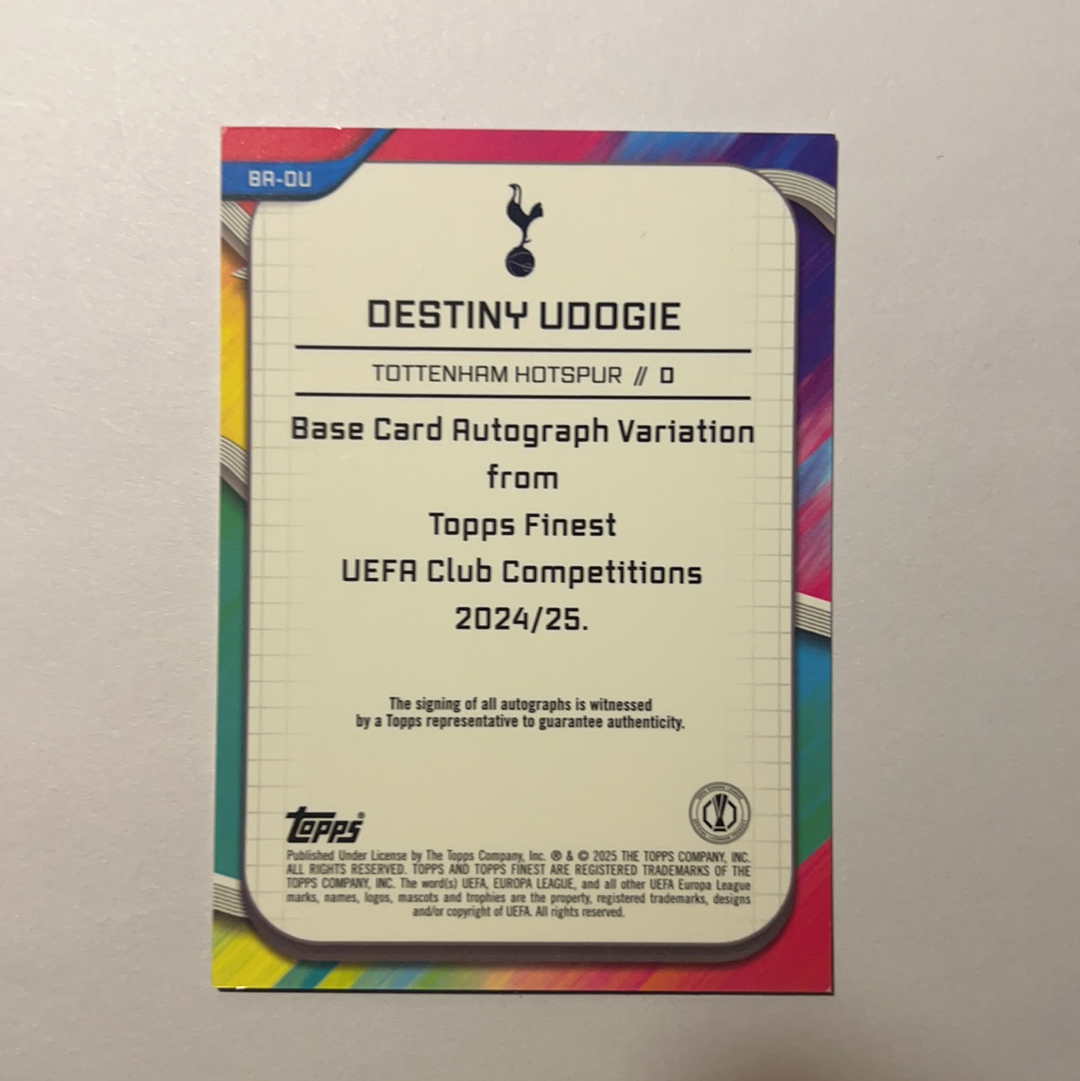 BA-DU
DESTINY UDOGIE
TOTTENHAM HOTSPUR // D
Base Card Autograph Variation
from
Topps Finest
UEFA Club Competitions
2024/25.
The signing of all autographs is witnessed
by a Topps representative to guarantee authenticity.
topps
Published Under License by The Topps Company, Inc. ® & © 2025 THE TOPPS COMPANY, INC.
ALL RIGHTS RESERVED. TOPPS AND TOPPS FINEST ARE REGISTERED TRADEMARKS OF THE
TOPPS COMPANY, INC. The word(s) UEFA, EUROPA LEAGUE, and all other UEFA Europa League
marks, names, logos, mascots and trophies are the property, registered trademarks, designs
and/or copyright of UEFA. All rights reserved.